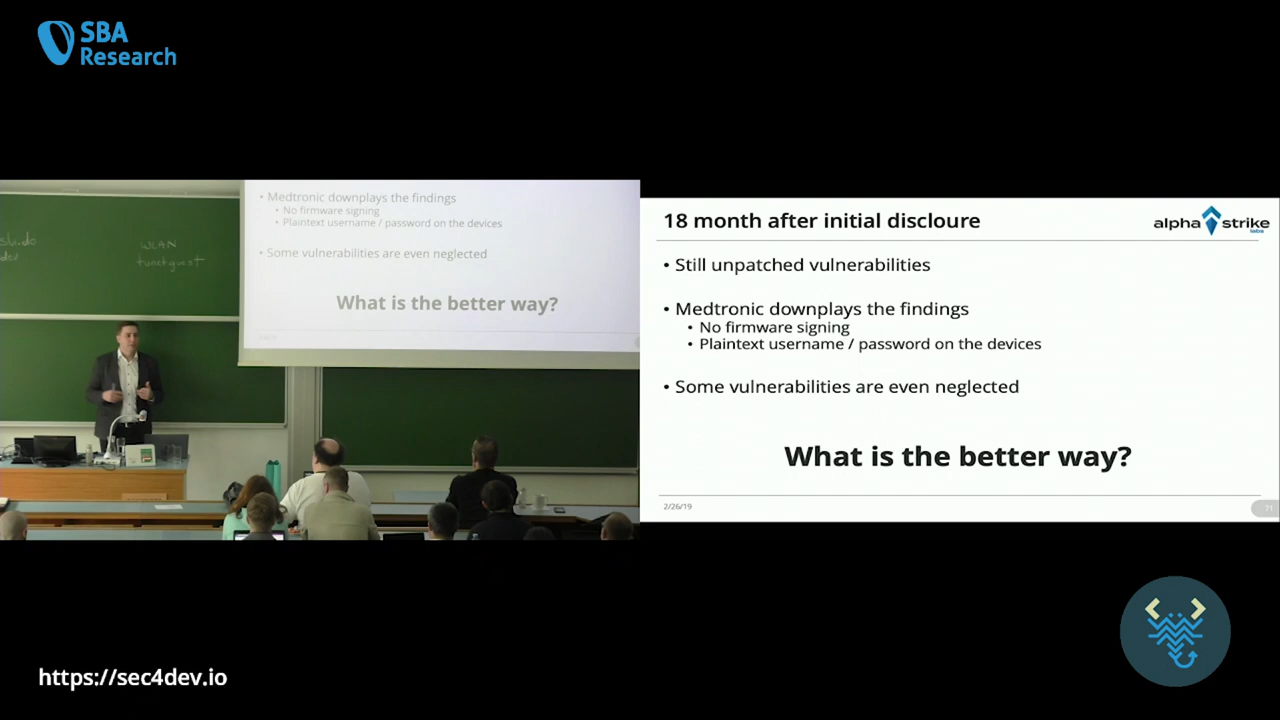 SBA
Research
WLAN
• Medtronic downplays the findings
• No firmware signing
• Plaintext username / password on the devices
• Some vulnerabilities are even neglected
What is the better way?
18 month after initial discloure
alpha strike
labs
• Still unpatched vulnerabilities
• Medtronic downplays the findings
• No firmware signing
• Plaintext username / password on the devices
• Some vulnerabilities are even neglected
What is the better way?
2/26/19
71
https://sec4dev.io